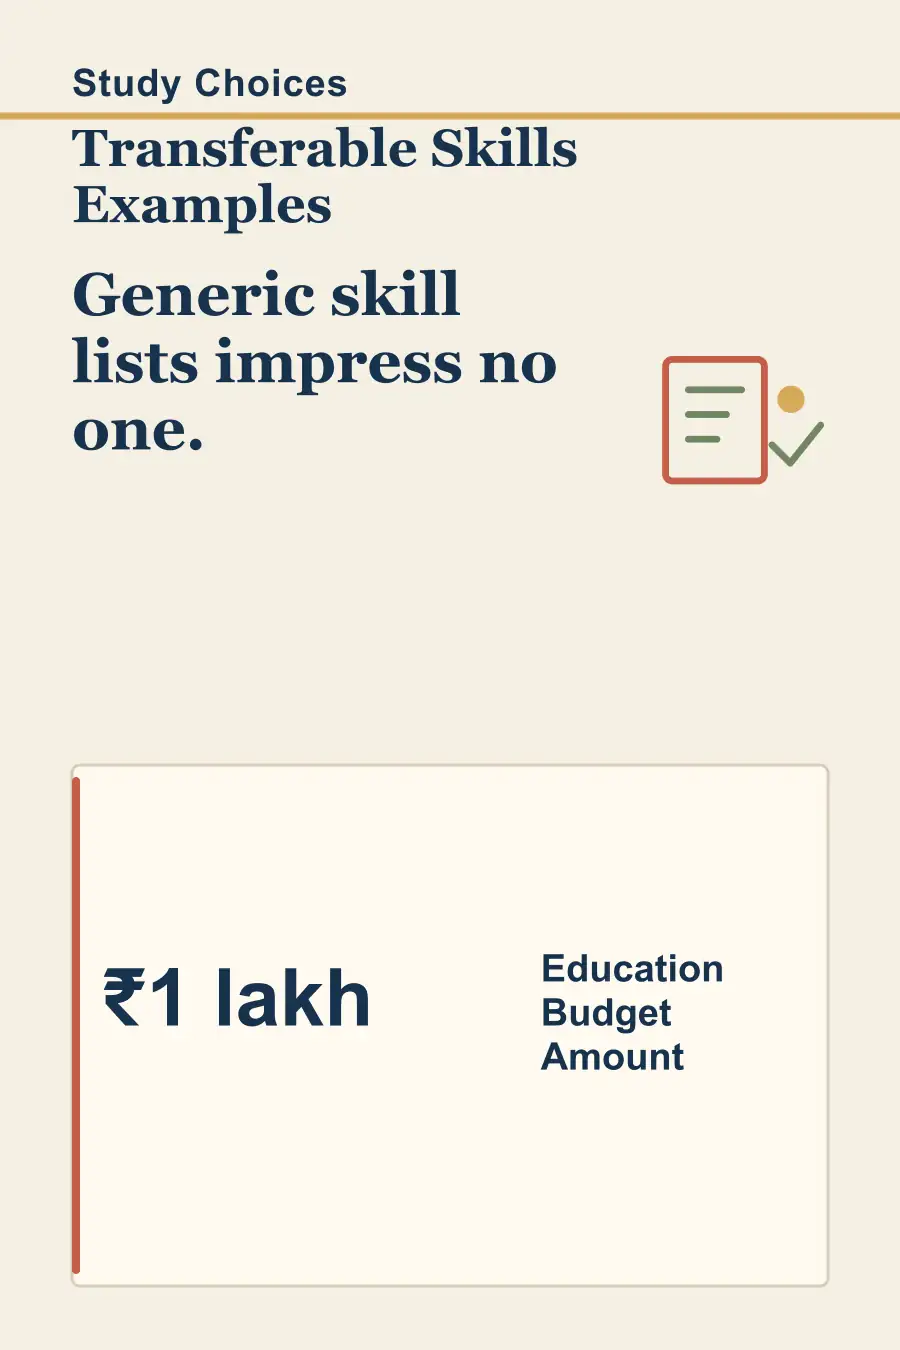 Study Choices
Transferable Skills
Examples
Generic skill
lists impress no
one.
₹1 lakh
Education
Budget
Amount